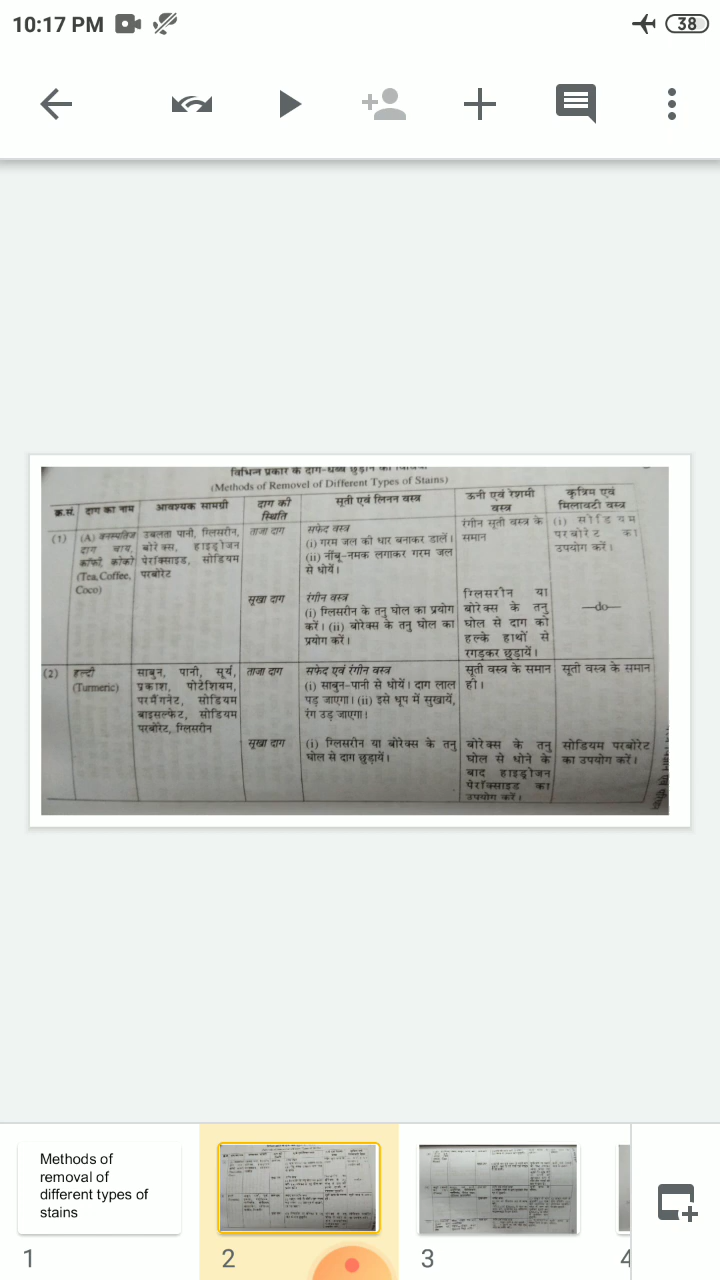 10:17 PM
38
विभिन्न प्रकार के दाग-धब्बे छुड़ाने की
(Methods of Removel of Different Types of Stains)
क्र.सं. दाग का नाम आवश्यक सामग्री दाग की स्थिति सूती एवं लिनन वस्त्र ऊनी एवं रेशमी वस्त्र कृत्रिम एवं मिलावटी वस्त्र
(1) (A) वनस्पतिज
दाग चाय,
कॉफी, कोको
(Tea, Coffee,
Coco)
उबलता पानी, ग्लिसरीन,
बोरेक्स, हाइड्रोजन
पेरॉक्साइड, सोडियम
परबोरेट
ताजा दाग
सफेद वस्त्र
(i) गरम जल की धार बनाकर डालें।
(ii) नींबू-नमक लगाकर गरम जल
से धोयें।
रंगीन सूती वस्त्र के
समान
(i) सोडियम
परबोरेट का
उपयोग करें।
सूखा दाग
रंगीन वस्त्र
(i) ग्लिसरीन के तनु घोल का प्रयोग
करें। (ii) बोरेक्स के तनु घोल का
प्रयोग करें।
ग्लिसरीन या
बोरेक्स के तनु
घोल से दाग को
हल्के हाथों से
रगड़कर छुड़ायें।
—do—
(2) हल्दी
(Turmeric)
साबुन, पानी, सूर्य,
प्रकाश, पोटेशियम,
परमैंगनेट, सोडियम
बाइसल्फेट, सोडियम
परबोरेट, ग्लिसरीन
ताजा दाग
सफेद एवं रंगीन वस्त्र
(i) साबुन-पानी से धोयें। दाग लाल
पड़ जाएगा। (ii) इसे धूप में सुखायें,
रंग उड़ जाएगा।
सूती वस्त्र के समान
ही।
सूती वस्त्र के समान
सूखा दाग
(i) ग्लिसरीन या बोरेक्स के तनु
घोल से दाग छुड़ायें।
बोरेक्स के तनु
घोल से धोने के
बाद हाइड्रोजन
पेरॉक्साइड का
उपयोग करें।
सोडियम परबोरेट
का उपयोग करें।
Methods of
removal of
different types of
stains
1
2
3
4